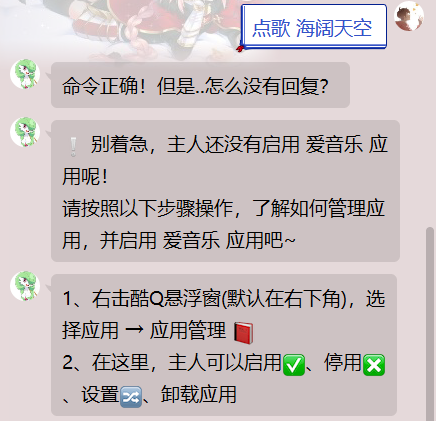 点歌 海阔天空
命令正确！但是..怎么没有回复？
❕ 别着急，主人还没有启用 爱音乐 应
用呢！
请按照以下步骤操作，了解如何管理应
用，并启用 爱音乐 应用吧~
1、右击酷Q悬浮窗(默认在右下角)，选
择应用 → 应用管理 📕
2、在这里，主人可以启用✅、停用❎
、设置🔀、卸载应用